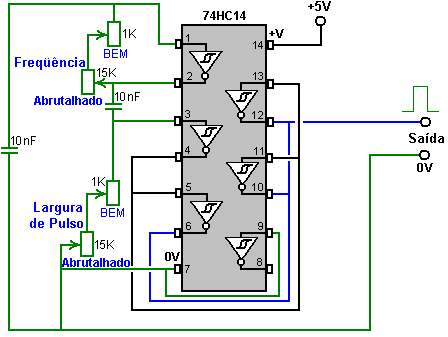 74HC14
+5V
+V
1K
BEM
Freqüência
15K
Abrutalhado
10nF
10nF
1
2
3
4
5
6
7
14
13
12
11
10
9
8
1K
BEM
Largura
de Pulso
15K
Abrutalhado
0V
Saída
0V